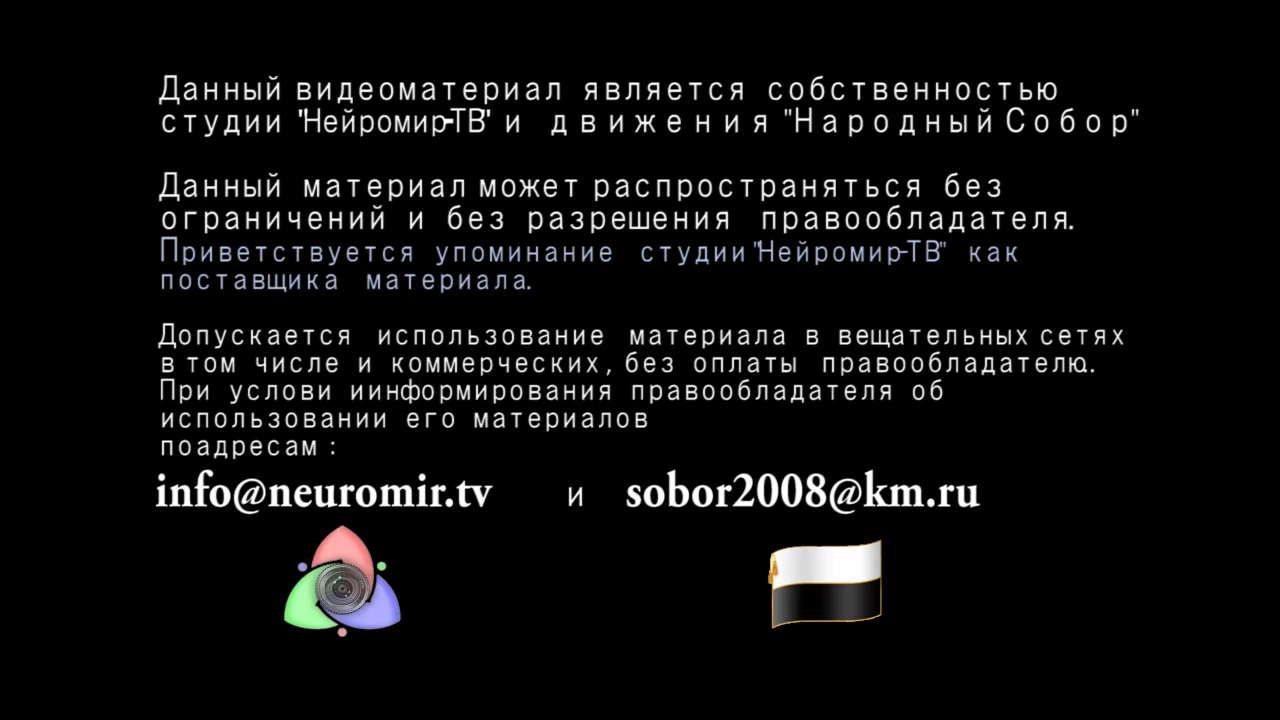 Данный видеоматериал является собственностью
студии "Нейромир-ТВ" и движения "Народный Собор"
Данный материал может распространяться без
ограничений и без разрешения правообладателя.
Приветствуется упоминание студии "Нейромир-ТВ" как
поставщика материала.
Допускается использование материала в вещательных сетях
в том числе и коммерческих, без оплаты правообладателю.
При услови иинформирования правообладателя об
использовании его материалов
поадресам :
info@neuromir.tv и sobor2008@km.ru